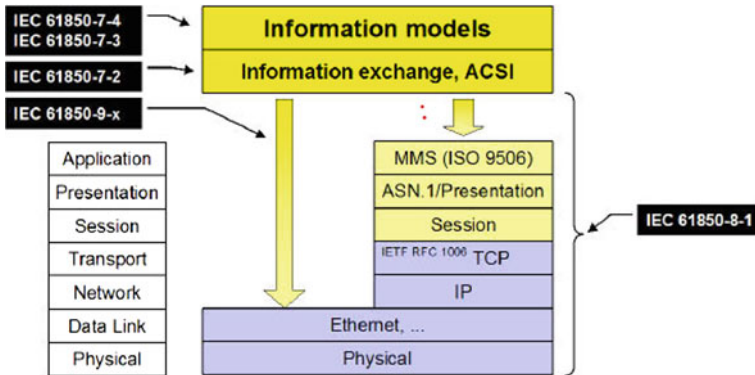 IEC 61850-7-4
IEC 61850-7-3
IEC 61850-7-2
IEC 61850-9-x
Information models
Information exchange, ACSI
Application
Presentation
Session
Transport
Network
Data Link
Physical
MMS (ISO 9506)
ASN.1/Presentation
Session
IETF RFC 1006 TCP
IP
Ethernet, ...
Physical
IEC 61850-8-1